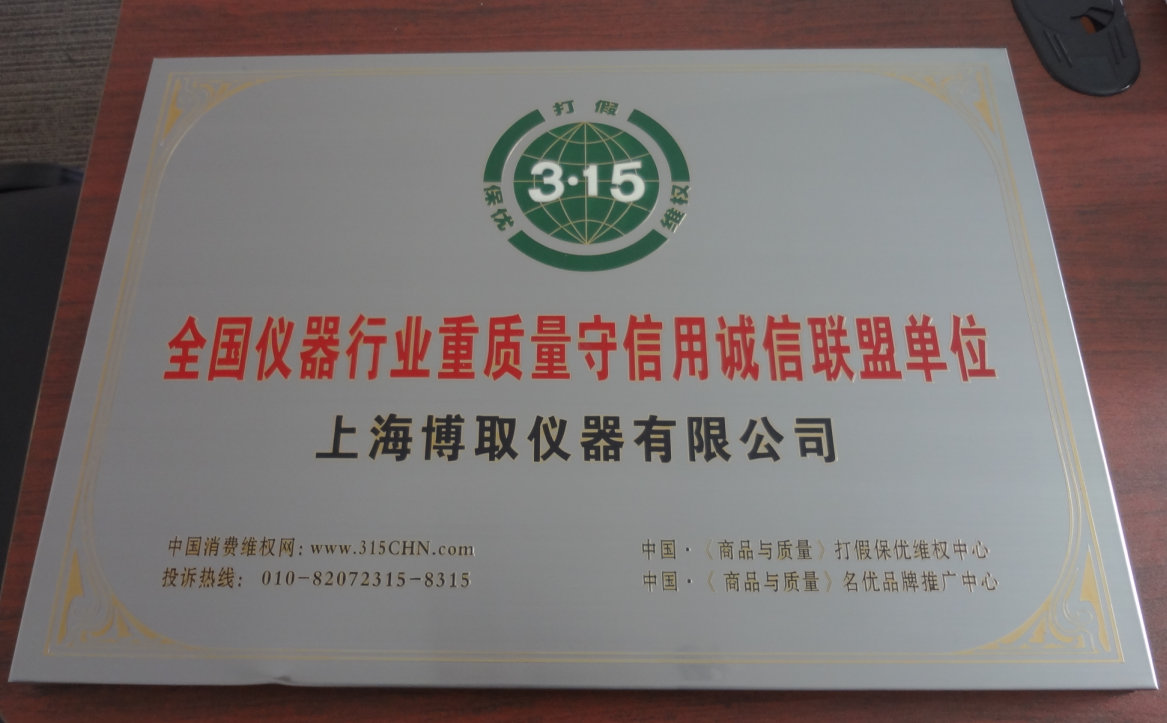 打假
3·15
保优
维权
全国仪器行业重质量守信用诚信联盟单位
上海博取仪器有限公司
中国消费维权网: www.315CHN.com
投诉热线: 010-82072315-8315
中国·《商品与质量》打假保优维权中心
中国·《商品与质量》名优品牌推广中心